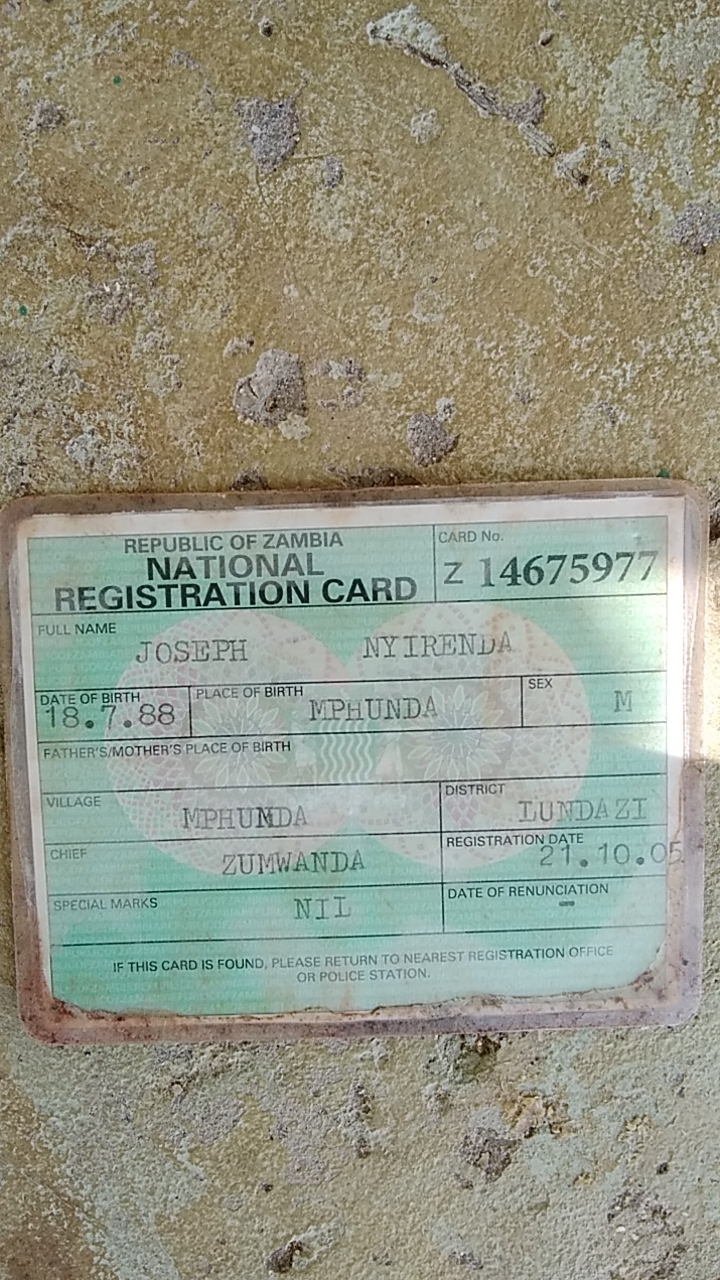 REPUBLIC OF ZAMBIA
NATIONAL
REGISTRATION CARD
CARD No.
Z 14675977
FULL NAME
JOSEPH NYIRENDA
DATE OF BIRTH
18.7.88
PLACE OF BIRTH
MPHUNDA
SEX
M
FATHER'S/MOTHER'S PLACE OF BIRTH
VILLAGE
MPHUNDA
DISTRICT
LUNDAZI
CHIEF
ZUMWANDA
REGISTRATION DATE
21.10.05
SPECIAL MARKS
NIL
DATE OF RENUNCIATION
-
IF THIS CARD IS FOUND, PLEASE RETURN TO NEAREST REGISTRATION OFFICE
OR POLICE STATION.